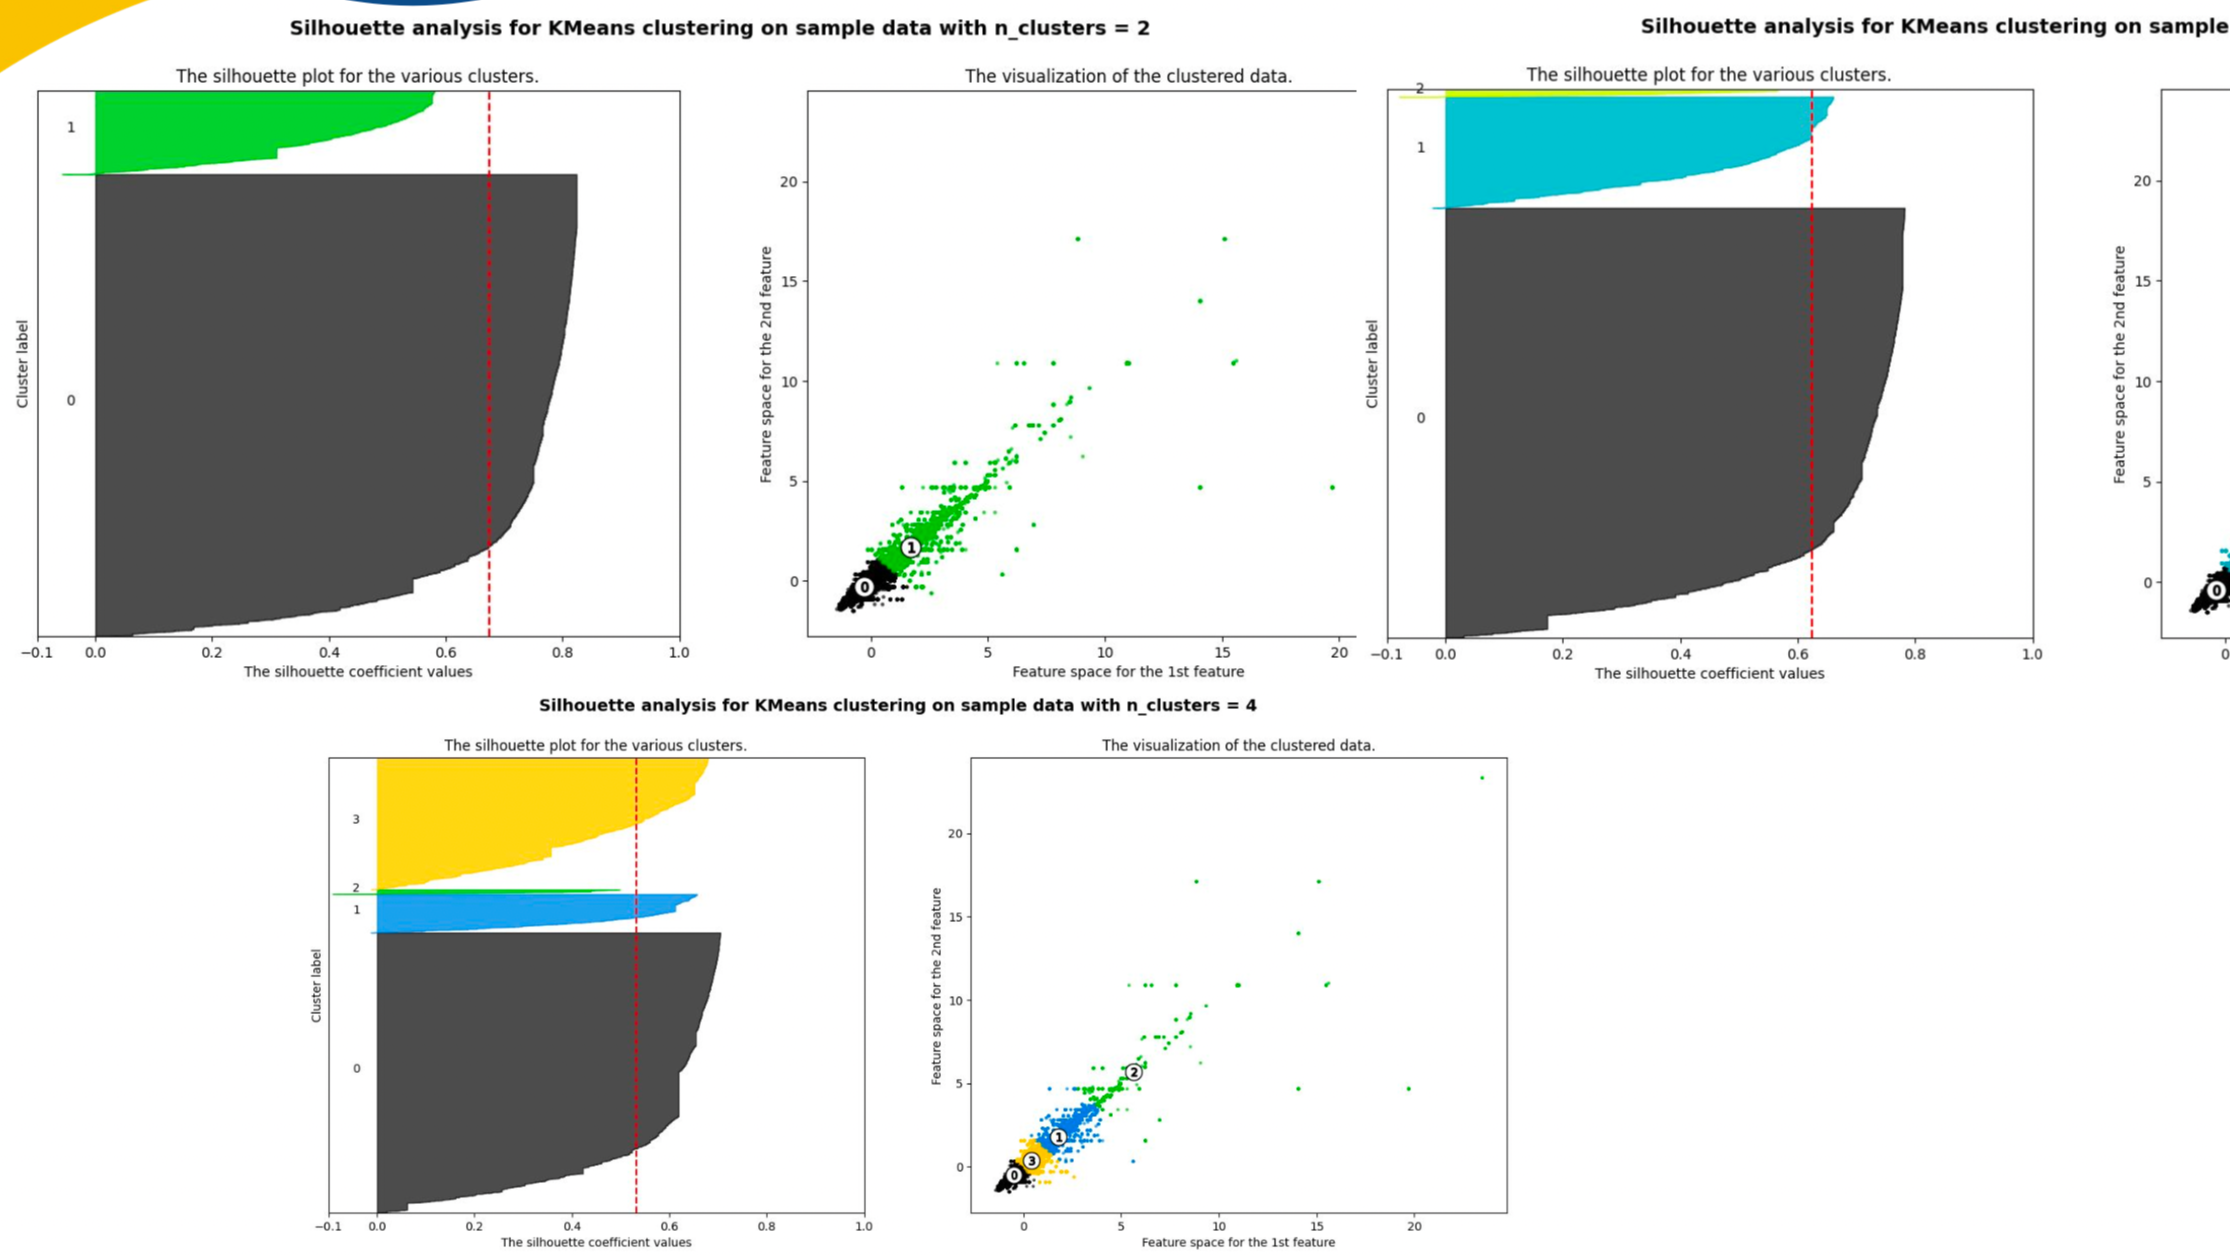 Silhouette analysis for KMeans clustering on sample data with n_clusters = 2
The silhouette plot for the various clusters.
The visualization of the clustered data.
1
0
Cluster label
−0.1 0.0 0.2 0.4 0.6 0.8 1.0
The silhouette coefficient values
Feature space for the 2nd feature
20
15
10
5
0
1
0
0 5 10 15 20
Feature space for the 1st feature
Silhouette analysis for KMeans clustering on sample
The silhouette plot for the various clusters.
2
1
0
Cluster label
−0.1 0.0 0.2 0.4 0.6 0.8 1.0
The silhouette coefficient values
Feature space for the 2nd feature
20
15
10
5
0
0
0
Silhouette analysis for KMeans clustering on sample data with n_clusters = 4
The silhouette plot for the various clusters.
The visualization of the clustered data.
3
2
1
0
Cluster label
−0.1 0.0 0.2 0.4 0.6 0.8 1.0
The silhouette coefficient values
Feature space for the 2nd feature
20
15
10
5
0
2
1
3
0
0 5 10 15 20
Feature space for the 1st feature